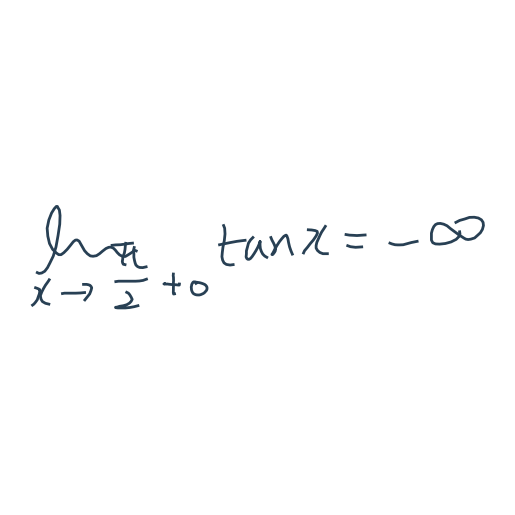 lim x→π/2+0 tan x = -∞